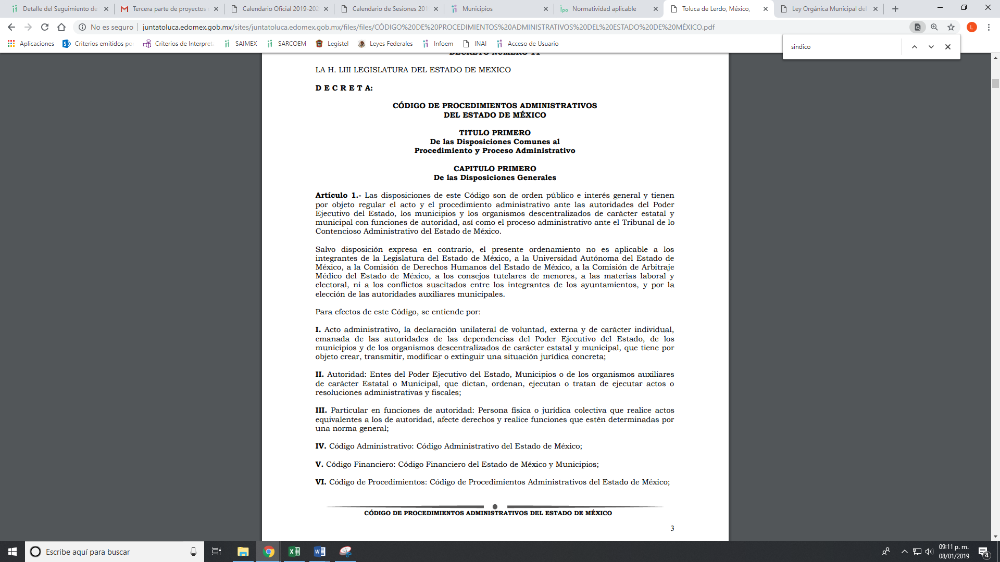 Detalle del Seguimiento de
Tercera parte de proyectos
Calendario Oficial 2019-202
Calendario de Sesiones 201
Municipios
Normatividad aplicable
Toluca de Lerdo, México,
Ley Orgánica Municipal del
No es seguro
juntatoluca.edomex.gob.mx/sites/juntatoluca.edomex.gob.mx/files/files/CÓDIGO%20DE%20PROCEDIMIENTOS%20ADMINISTRATIVOS%20DEL%20ESTADO%20DE%20MÉXICO.pdf
L
Aplicaciones
Criterios emitidos po
Criterios de Interpret
SAIMEX
SARCOEM
Legistel
Leyes Federales
Infoem
INAI
Acceso de Usuario
sindico
DECRETO NUMERO 11
LA H. LIII LEGISLATURA DEL ESTADO DE MEXICO
D E C R E T A:
CÓDIGO DE PROCEDIMIENTOS ADMINISTRATIVOS
DEL ESTADO DE MÉXICO
TITULO PRIMERO
De las Disposiciones Comunes al
Procedimiento y Proceso Administrativo
CAPITULO PRIMERO
De las Disposiciones Generales
Artículo 1.- Las disposiciones de este Código son de orden público e interés general y tienen
por objeto regular el acto y el procedimiento administrativo ante las autoridades del Poder
Ejecutivo del Estado, los municipios y los organismos descentralizados de carácter estatal y
municipal con funciones de autoridad, así como el proceso administrativo ante el Tribunal de lo
Contencioso Administrativo del Estado de México.
Salvo disposición expresa en contrario, el presente ordenamiento no es aplicable a los
integrantes de la Legislatura del Estado de México, a la Universidad Autónoma del Estado de
México, a la Comisión de Derechos Humanos del Estado de México, a la Comisión de Arbitraje
Médico del Estado de México, a los consejos tutelares de menores, a las materias laboral y
electoral, ni a los conflictos suscitados entre los integrantes de los ayuntamientos, y por la
elección de las autoridades auxiliares municipales.
Para efectos de este Código, se entiende por:
I. Acto administrativo, la declaración unilateral de voluntad, externa y de carácter individual,
emanada de las autoridades de las dependencias del Poder Ejecutivo del Estado, de los
municipios y de los organismos descentralizados de carácter estatal y municipal, que tiene por
objeto crear, transmitir, modificar o extinguir una situación jurídica concreta;
II. Autoridad: Entes del Poder Ejecutivo del Estado, Municipios o de los organismos auxiliares
de carácter Estatal o Municipal, que dictan, ordenan, ejecutan o tratan de ejecutar actos o
resoluciones administrativas y fiscales;
III. Particular en funciones de autoridad: Persona física o jurídica colectiva que realice actos
equivalentes a los de autoridad, afecte derechos y realice funciones que estén determinadas por
una norma general;
IV. Código Administrativo: Código Administrativo del Estado de México;
V. Código Financiero: Código Financiero del Estado de México y Municipios;
VI. Código de Procedimientos: Código de Procedimientos Administrativos del Estado de México;
CÓDIGO DE PROCEDIMIENTOS ADMINISTRATIVOS DEL ESTADO DE MÉXICO
3
Escribe aquí para buscar
09:11 p. m.
08/01/2019
4